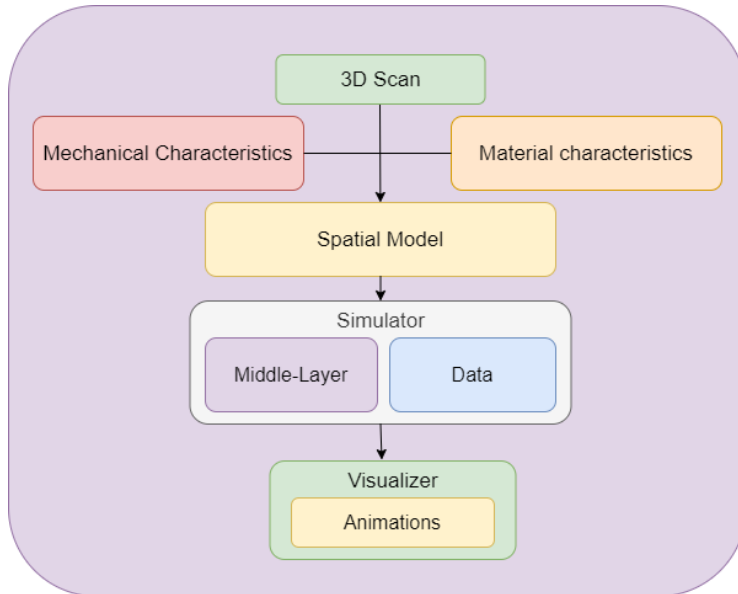 3D Scan
Mechanical Characteristics
Material characteristics
Spatial Model
Simulator
Middle-Layer
Data
Visualizer
Animations